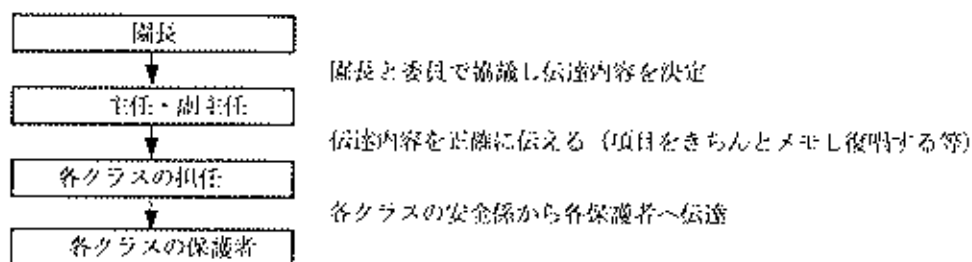 園長
園長と委員で協議し伝達内容を決定
主任・副主任
伝達内容を正確に伝える（項目をきちんとメモし復唱する等）
各クラスの担任
各クラスの安全係から各保護者へ伝達
各クラスの保護者